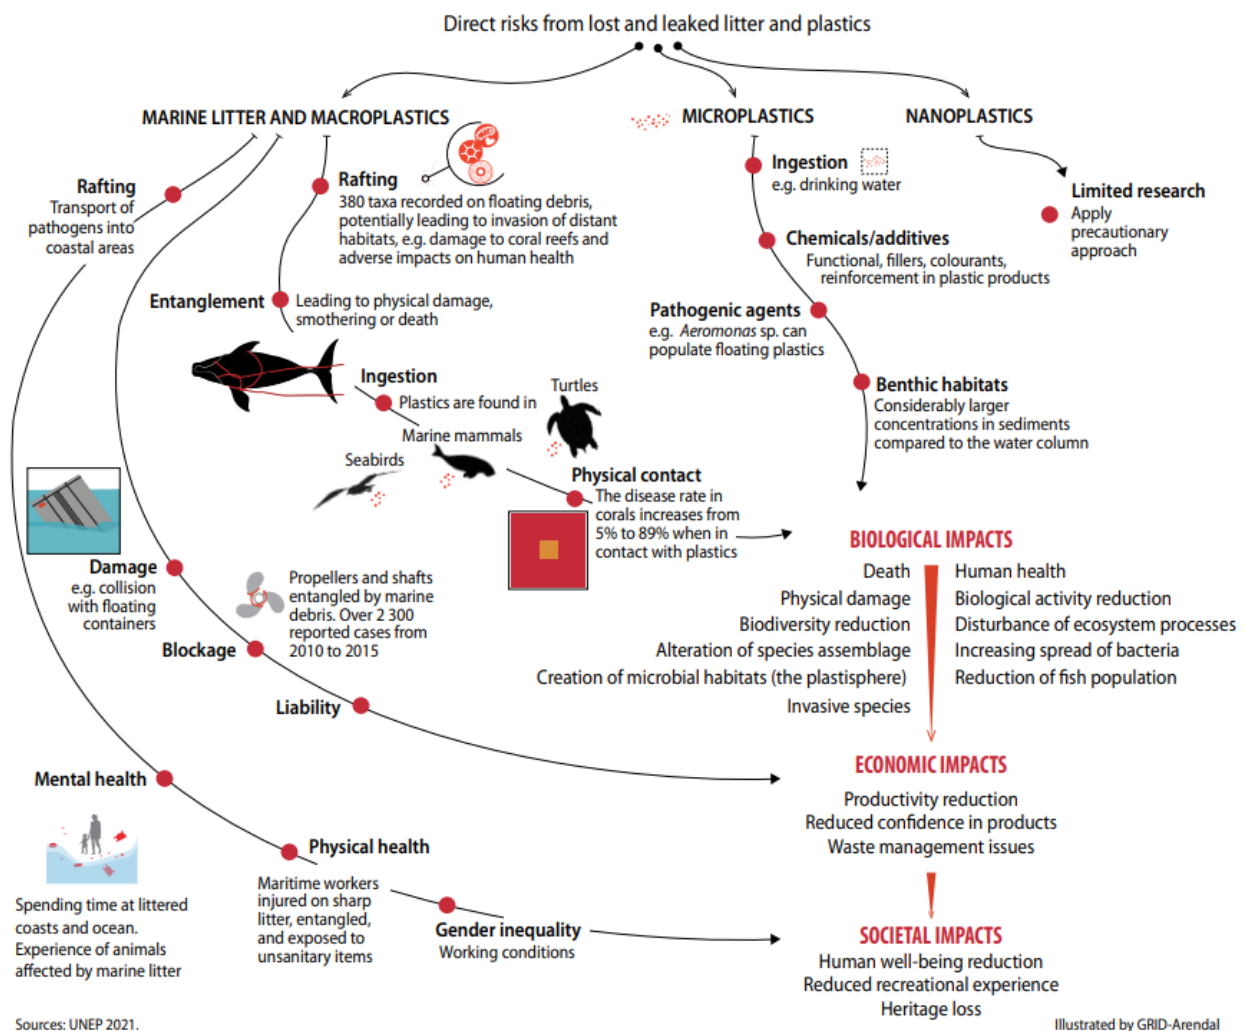 Direct risks from lost and leaked litter and plastics
MARINE LITTER AND MACROPLASTICS
MICROPLASTICS
NANOPLASTICS
Rafting
Transport of
pathogens into
coastal areas
Rafting
380 taxa recorded on floating debris,
potentially leading to invasion of distant
habitats, e.g. damage to coral reefs and
adverse impacts on human health
Entanglement
Leading to physical damage,
smothering or death
Ingestion
Plastics are found in
Turtles
Marine mammals
Seabirds
Physical contact
The disease rate in
corals increases from
5% to 89% when in
contact with plastics
Ingestion
e.g. drinking water
Chemicals/additives
Functional, fillers, colourants,
reinforcement in plastic products
Pathogenic agents
e.g. Aeromonas sp. can
populate floating plastics
Benthic habitats
Considerably larger
concentrations in sediments
compared to the water column
Limited research
Apply
precautionary
approach
Damage
e.g. collision
with floating
containers
Propellers and shafts
entangled by marine
debris. Over 2 300
reported cases from
2010 to 2015
Blockage
Liability
Mental health
Spending time at littered
coasts and ocean.
Experience of animals
affected by marine litter
Physical health
Maritime workers
injured on sharp
litter, entangled,
and exposed to
unsanitary items
Gender inequality
Working conditions
BIOLOGICAL IMPACTS
Death
Physical damage
Biodiversity reduction
Alteration of species assemblage
Creation of microbial habitats (the plastisphere)
Invasive species
Human health
Biological activity reduction
Disturbance of ecosystem processes
Increasing spread of bacteria
Reduction of fish population
ECONOMIC IMPACTS
Productivity reduction
Reduced confidence in products
Waste management issues
SOCIETAL IMPACTS
Human well-being reduction
Reduced recreational experience
Heritage loss
Sources: UNEP 2021.
Illustrated by GRID-Arendal